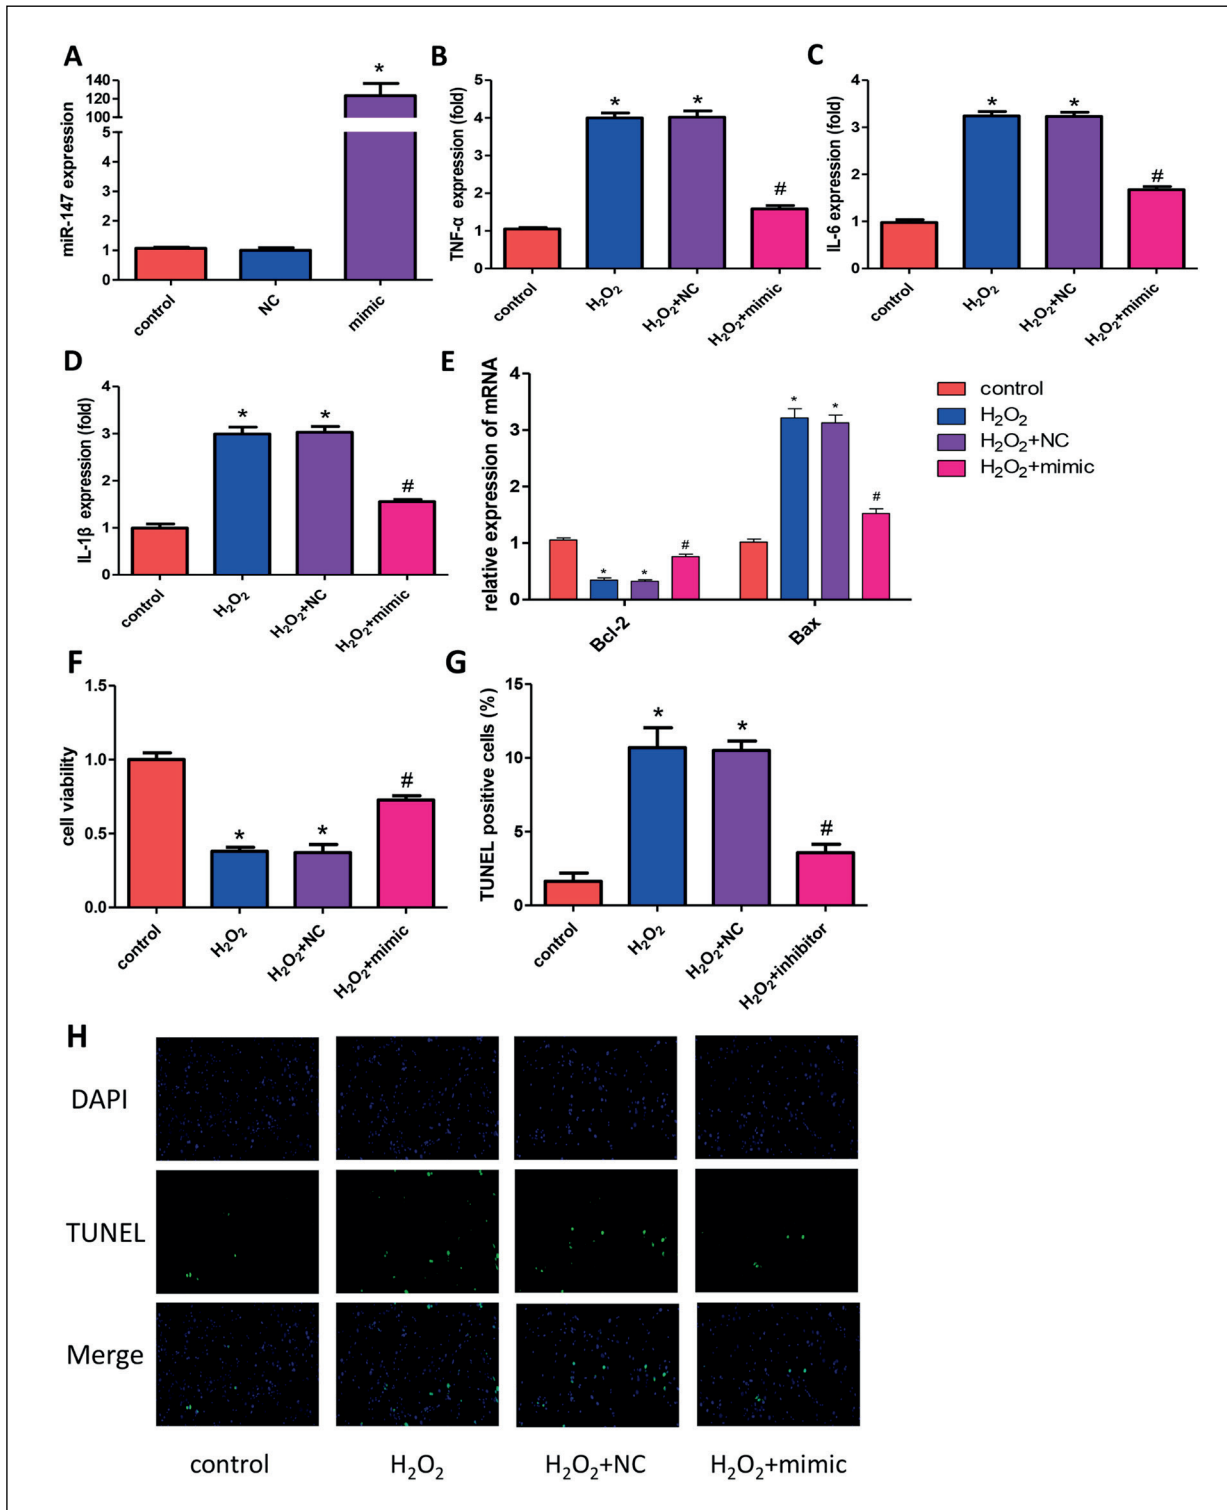 A
miR-147 expression
140
120
100
5
4
3
2
1
0
*
control
NC
mimic
B
TNF-α expression (fold)
5
4
3
2
1
0
*
*
#
control
H₂O₂
H₂O₂+NC
H₂O₂+mimic
C
IL-6 expression (fold)
4
3
2
1
0
*
*
#
control
H₂O₂
H₂O₂+NC
H₂O₂+mimic
D
IL-1β expression (fold)
4
3
2
1
0
*
*
#
control
H₂O₂
H₂O₂+NC
H₂O₂+mimic
E
relative expression of mRNA
4
3
2
1
0
*
*
#
*
*
#
Bcl-2
Bax
control
H₂O₂
H₂O₂+NC
H₂O₂+mimic
F
cell viability
1.5
1.0
0.5
0.0
*
*
#
control
H₂O₂
H₂O₂+NC
H₂O₂+mimic
G
TUNEL positive cells (%)
15
10
5
0
*
*
#
control
H₂O₂
H₂O₂+NC
H₂O₂+inhibitor
H
DAPI
TUNEL
Merge
control
H₂O₂
H₂O₂+NC
H₂O₂+mimic